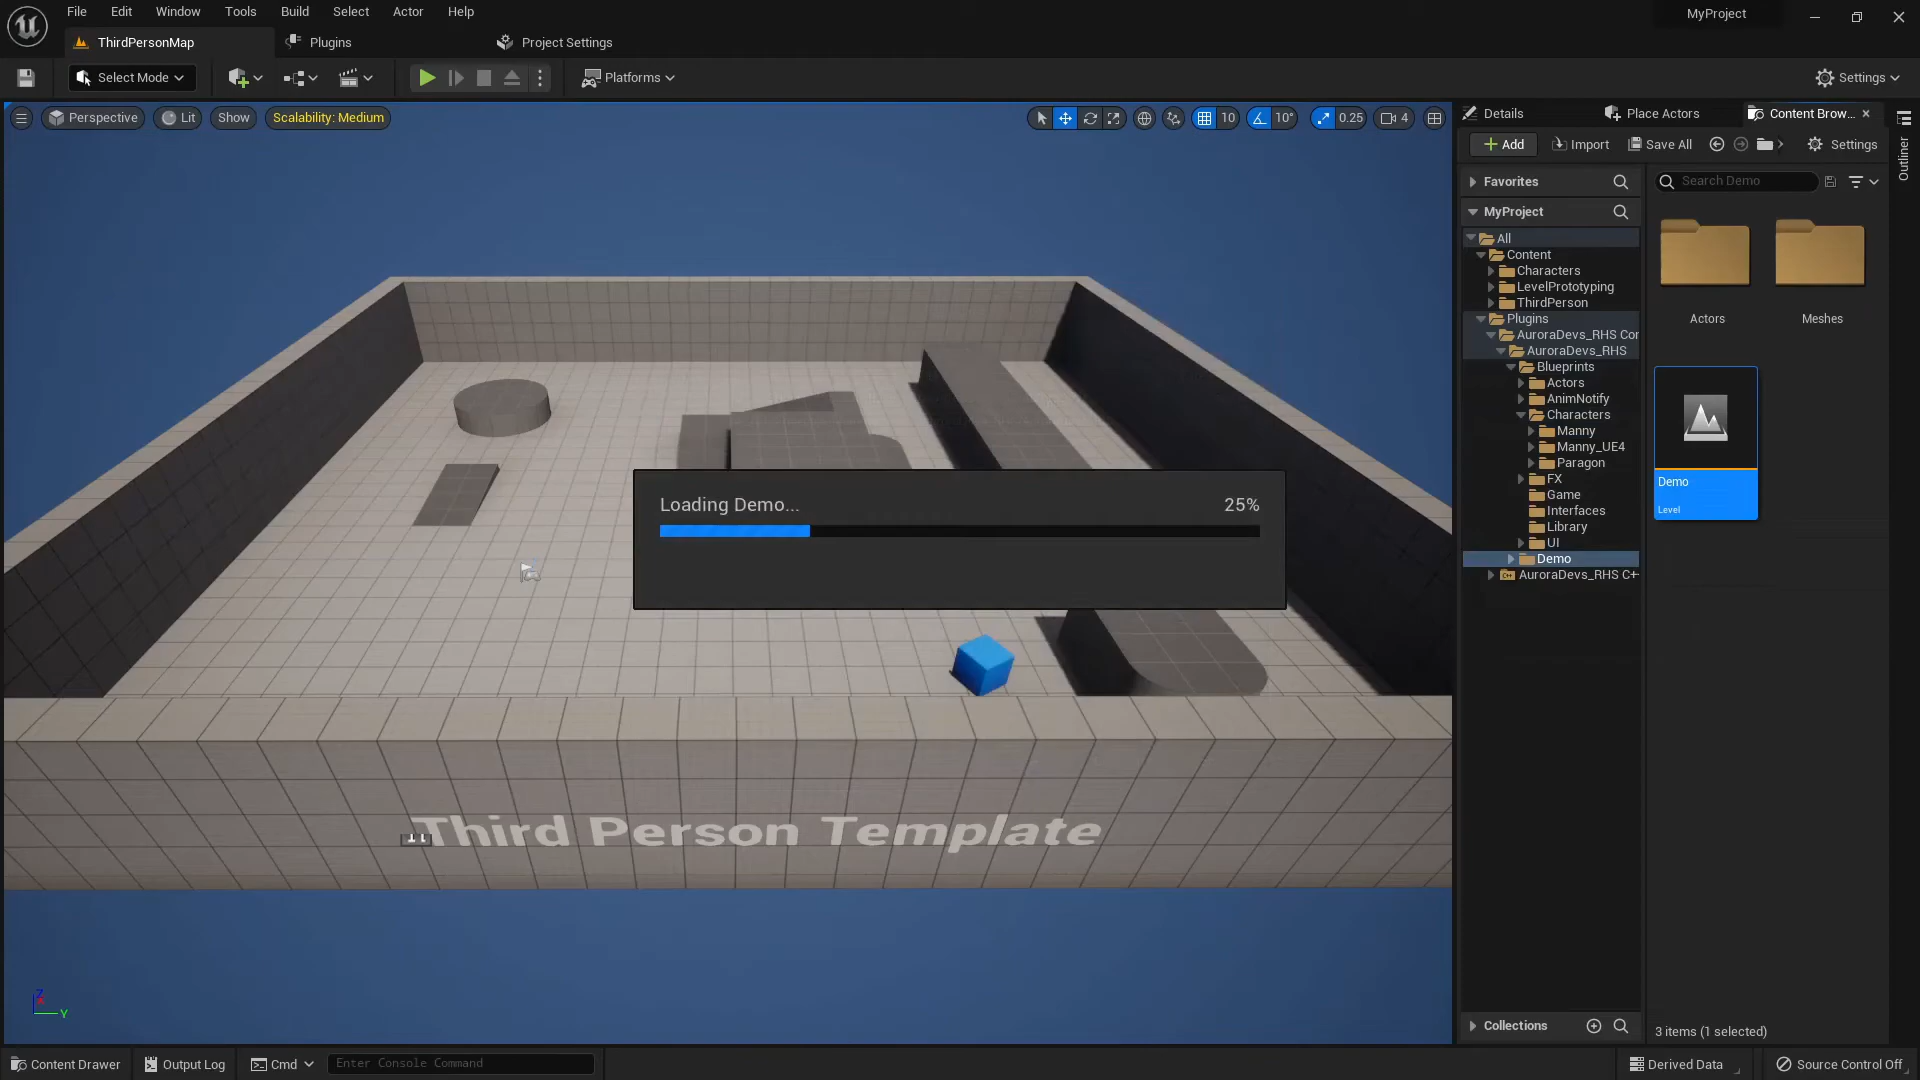 File Edit Window Tools Build Select Actor Help
MyProject
ThirdPersonMap
Plugins
Project Settings
Select Mode
Platforms
Settings
Perspective
Lit
Show
Scalability: Medium
10
10°
0.25
4
Details
Place Actors
Content Brow...
Outliner
Add
Import
Save All
Settings
Favorites
Search Demo
MyProject
All
Content
Characters
LevelPrototyping
ThirdPerson
Plugins
AuroraDevs_RHS Cor
AuroraDevs_RHS
Blueprints
Actors
AnimNotify
Characters
Manny
Manny_UE4
Paragon
FX
Game
Interfaces
Library
UI
Demo
AuroraDevs_RHS C+
Actors
Meshes
Demo
Level
Loading Demo...
25%
Third Person Template
Z
Y
Collections
3 items (1 selected)
Content Drawer
Output Log
Cmd
Enter Console Command
Derived Data
Source Control Off